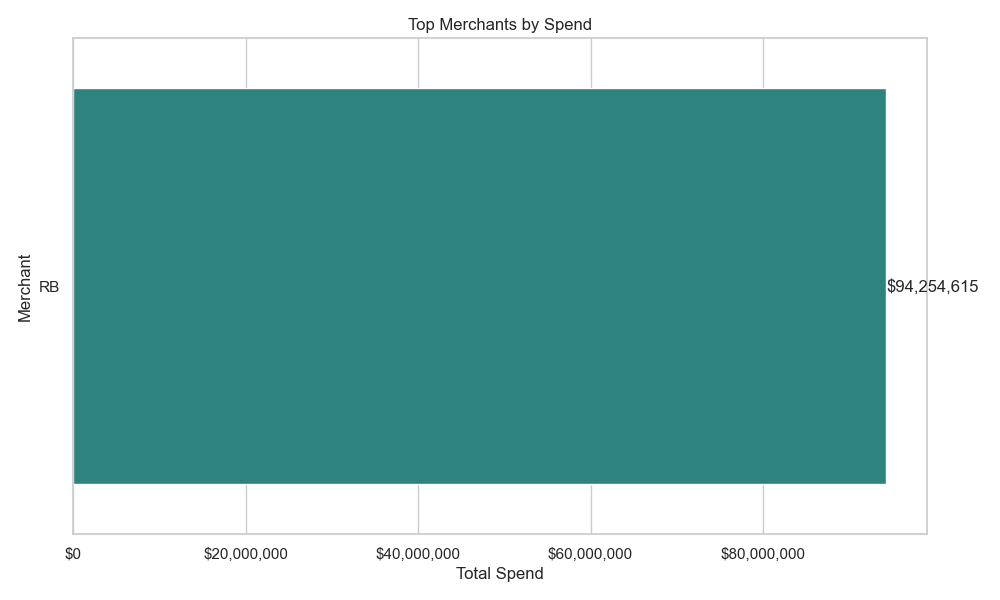 Top Merchants by Spend
Merchant
RB
$94,254,615
$0
$20,000,000
$40,000,000
$60,000,000
$80,000,000
Total Spend